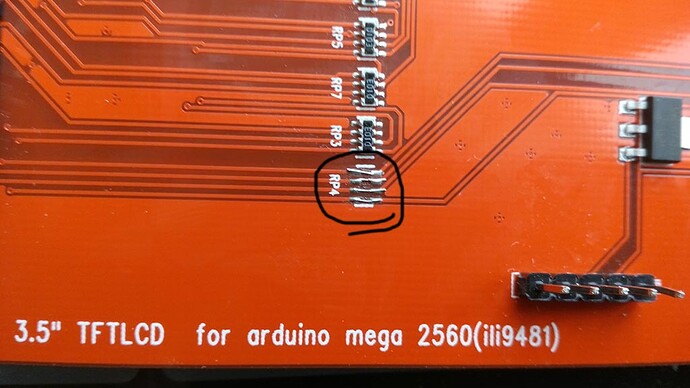 RP5
RP7
RP3
RP4
3.5" TFTLCD for arduino mega 2560(ili9481)